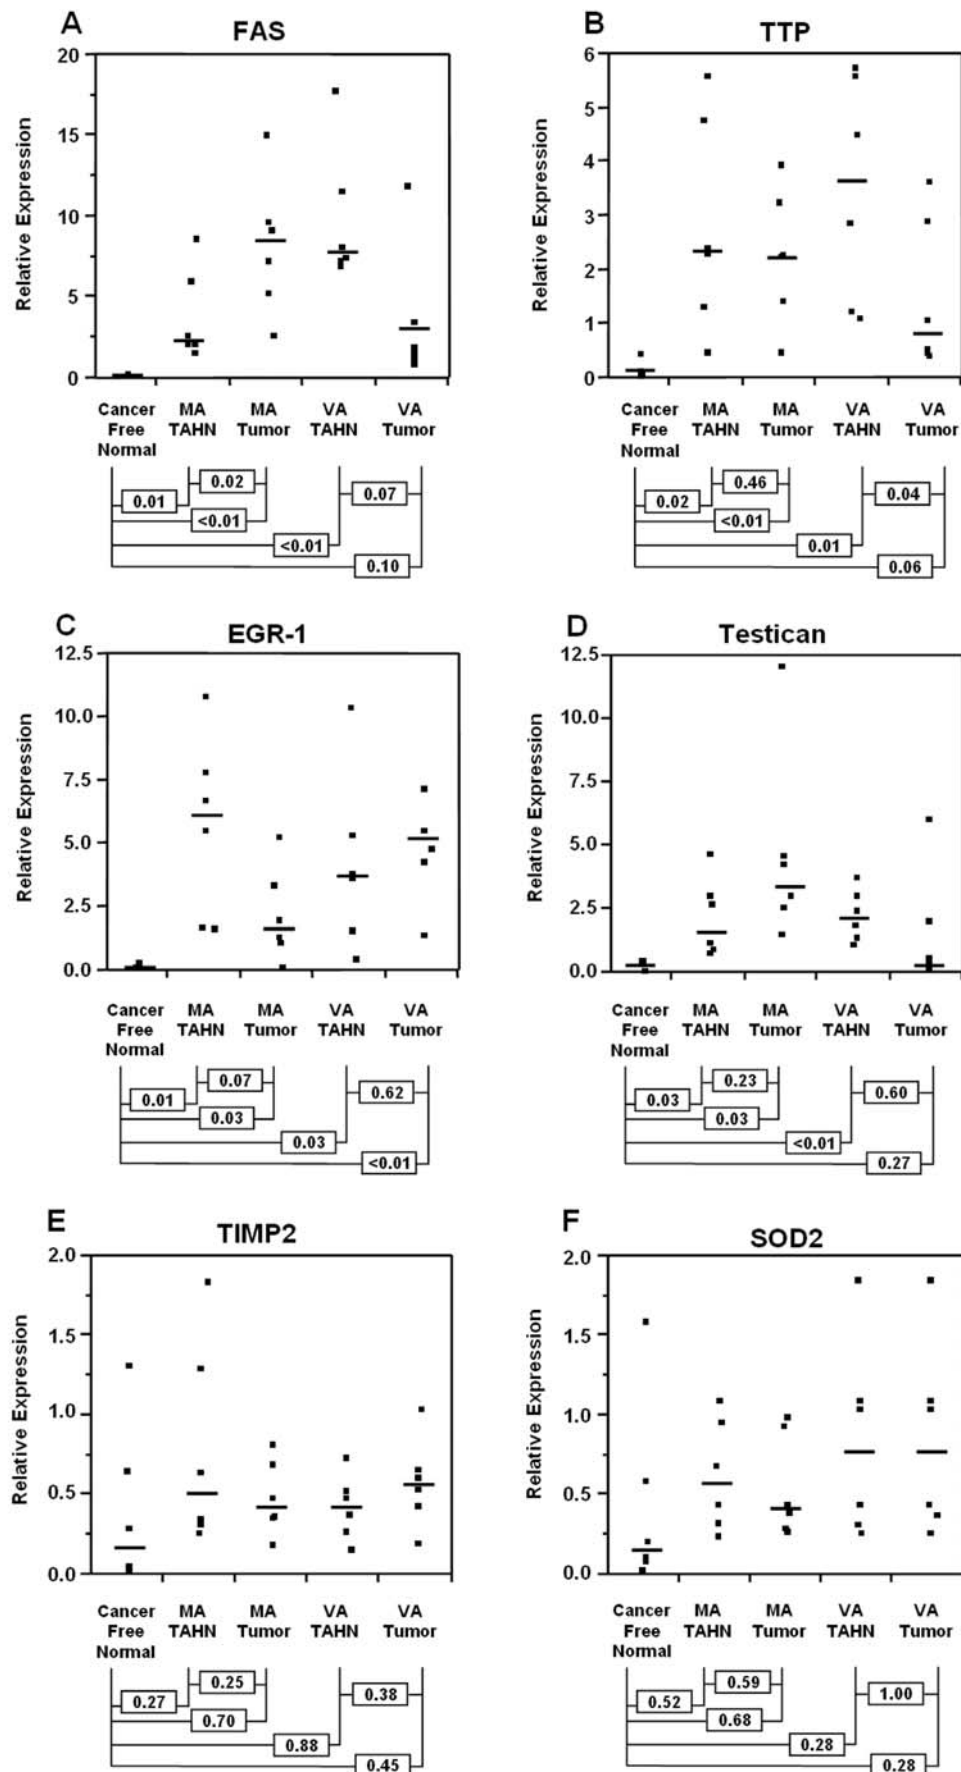 A
FAS
Relative Expression
20
15
10
5
0
Cancer Free Normal
MA TAHN
MA Tumor
VA TAHN
VA Tumor
0.02
0.01
0.07
<0.01
<0.01
0.10
B
TTP
Relative Expression
6
5
4
3
2
1
0
Cancer Free Normal
MA TAHN
MA Tumor
VA TAHN
VA Tumor
0.46
0.02
0.04
<0.01
0.01
0.06
C
EGR-1
Relative Expression
12.5
10.0
7.5
5.0
2.5
0.0
Cancer Free Normal
MA TAHN
MA Tumor
VA TAHN
VA Tumor
0.07
0.01
0.62
0.03
0.03
<0.01
D
Testican
Relative Expression
12.5
10.0
7.5
5.0
2.5
0.0
Cancer Free Normal
MA TAHN
MA Tumor
VA TAHN
VA Tumor
0.23
0.03
0.60
0.03
<0.01
0.27
E
TIMP2
Relative Expression
2.0
1.5
1.0
0.5
0.0
Cancer Free Normal
MA TAHN
MA Tumor
VA TAHN
VA Tumor
0.25
0.27
0.38
0.70
0.88
0.45
F
SOD2
Relative Expression
2.0
1.5
1.0
0.5
0.0
Cancer Free Normal
MA TAHN
MA Tumor
VA TAHN
VA Tumor
0.59
0.52
1.00
0.68
0.28
0.28